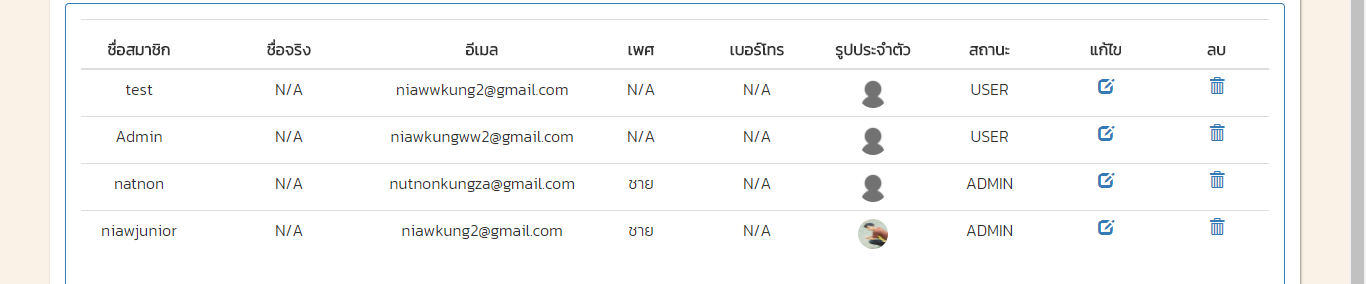 ชื่อสมาชิก ชื่อจริง อีเมล เพศ เบอร์โทร รูปประจำตัว สถานะ แก้ไข ลบ
test N/A niawwkung2@gmail.com N/A N/A USER
Admin N/A niawkungww2@gmail.com N/A N/A USER
natnon N/A nutnonkungza@gmail.com ชาย N/A ADMIN
niawjunior N/A niawkung2@gmail.com ชาย N/A ADMIN